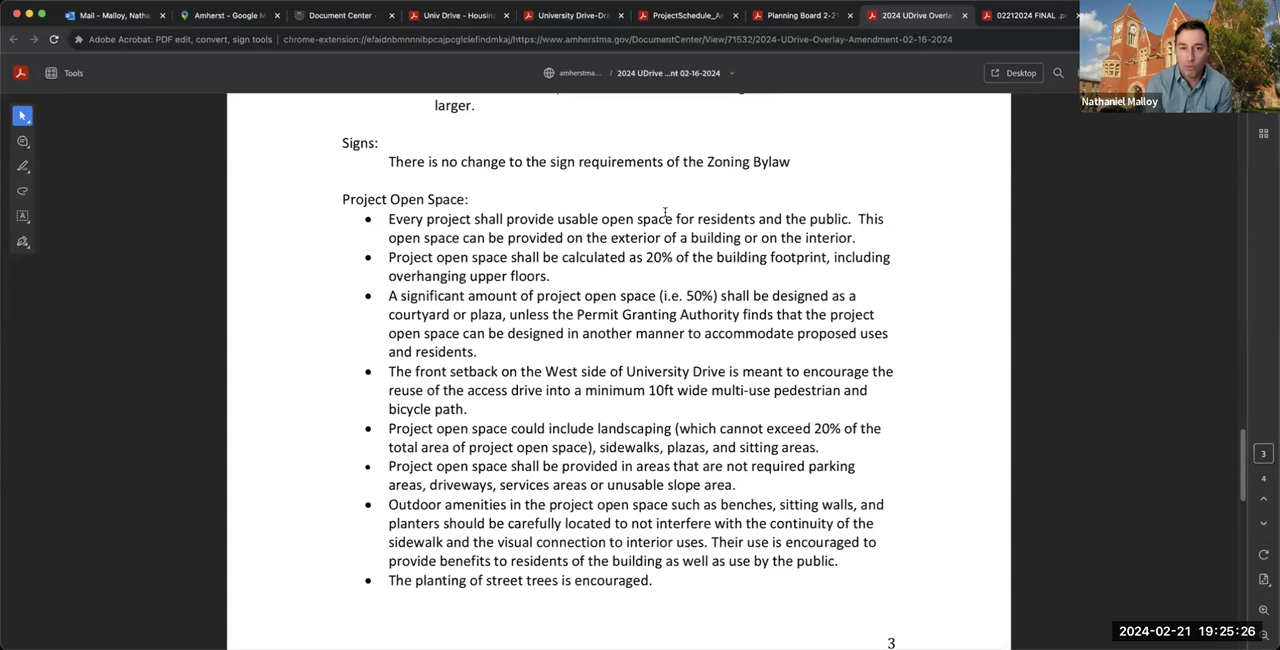 Mail - Malloy, Natha
Amherst - Google M
Document Center -
Univ Drive - Housin
University Drive-Dra
ProjectSchedule_An
Planning Board 2-21
2024 UDrive Overla
02212024 FINAL .p
Adobe Acrobat: PDF edit, convert, sign tools
2024-UDrive-Overlay-Amendment-02-16-2024
Tools
amherstma...
/
2024 UDrive ...nt 02-16-2024
Desktop
Nathaniel Malloy
larger.
Signs:
There is no change to the sign requirements of the Zoning Bylaw
Project Open Space:
• Every project shall provide usable open space for residents and the public. This
open space can be provided on the exterior of a building or on the interior.
• Project open space shall be calculated as 20% of the building footprint, including
overhanging upper floors.
• A significant amount of project open space (i.e. 50%) shall be designed as a
courtyard or plaza, unless the Permit Granting Authority finds that the project
open space can be designed in another manner to accommodate proposed uses
and residents.
• The front setback on the West side of University Drive is meant to encourage the
reuse of the access drive into a minimum 10ft wide multi-use pedestrian and
bicycle path.
• Project open space could include landscaping (which cannot exceed 20% of the
total area of project open space), sidewalks, plazas, and sitting areas.
• Project open space shall be provided in areas that are not required parking
areas, driveways, services areas or unusable slope area.
• Outdoor amenities in the project open space such as benches, sitting walls, and
planters should be carefully located to not interfere with the continuity of the
sidewalk and the visual connection to interior uses. Their use is encouraged to
provide benefits to residents of the building as well as use by the public.
• The planting of street trees is encouraged.
3
3
4
2024-02-21 19:25:26